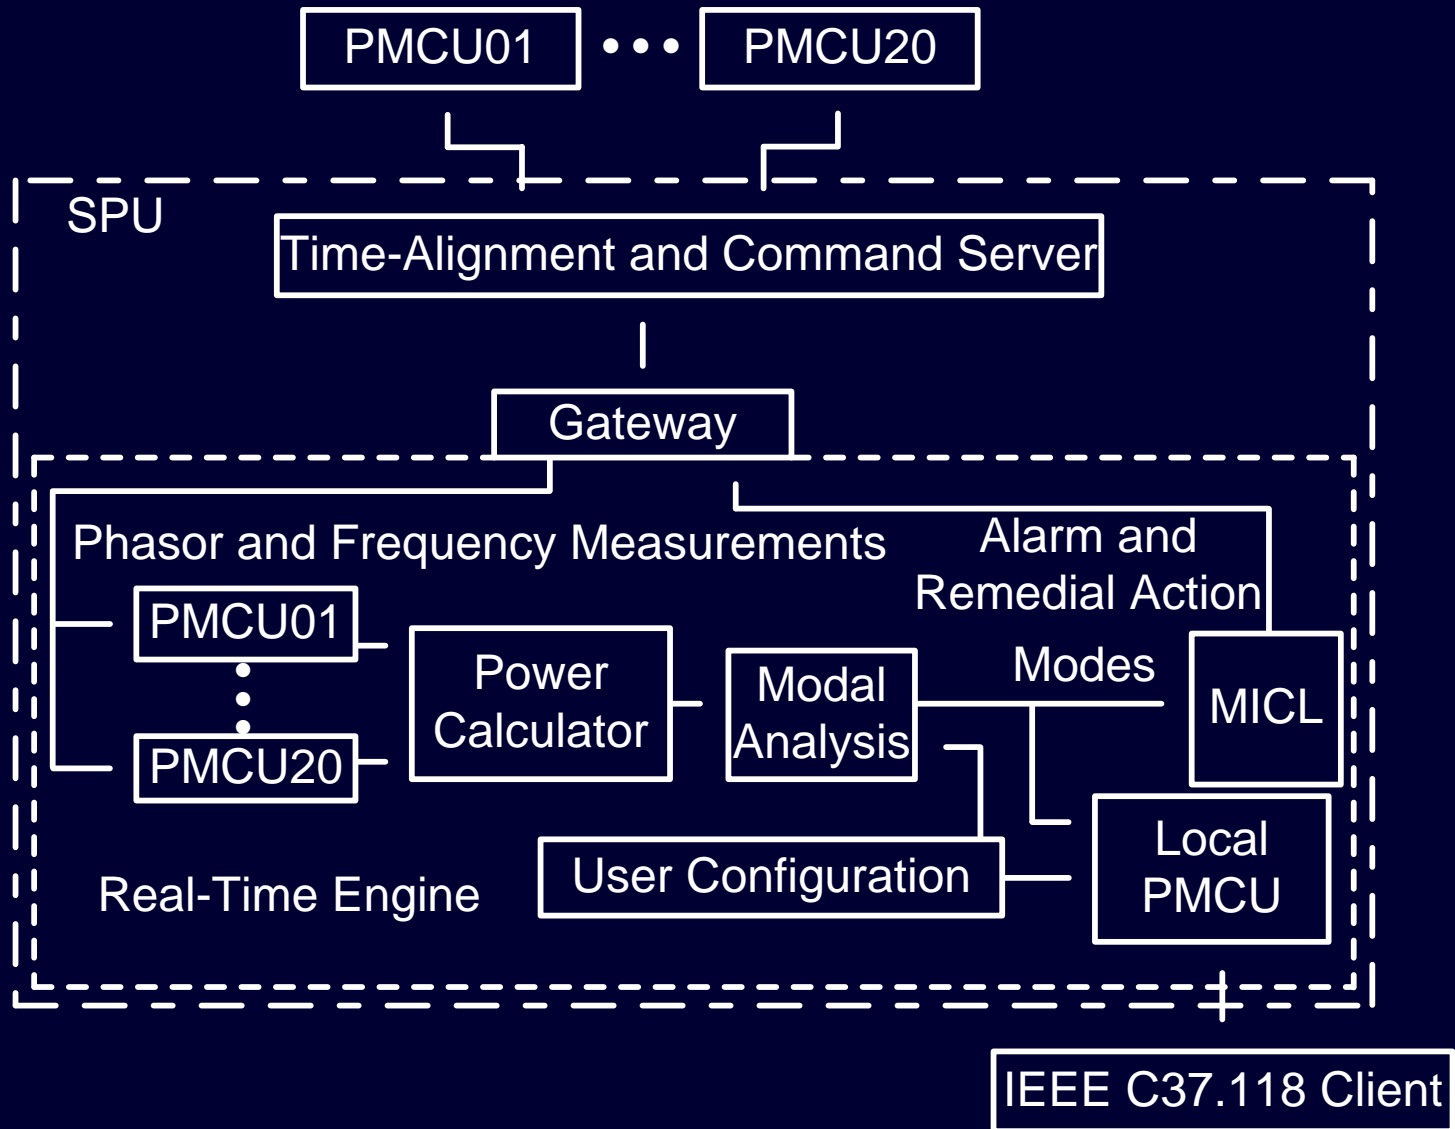 PMCU01
PMCU20
SPU
Time-Alignment and Command Server
Gateway
Phasor and Frequency Measurements
Alarm and
Remedial Action
PMCU01
PMCU20
Power
Calculator
Modal
Analysis
Modes
MICL
User Configuration
Local
PMCU
Real-Time Engine
IEEE C37.118 Client